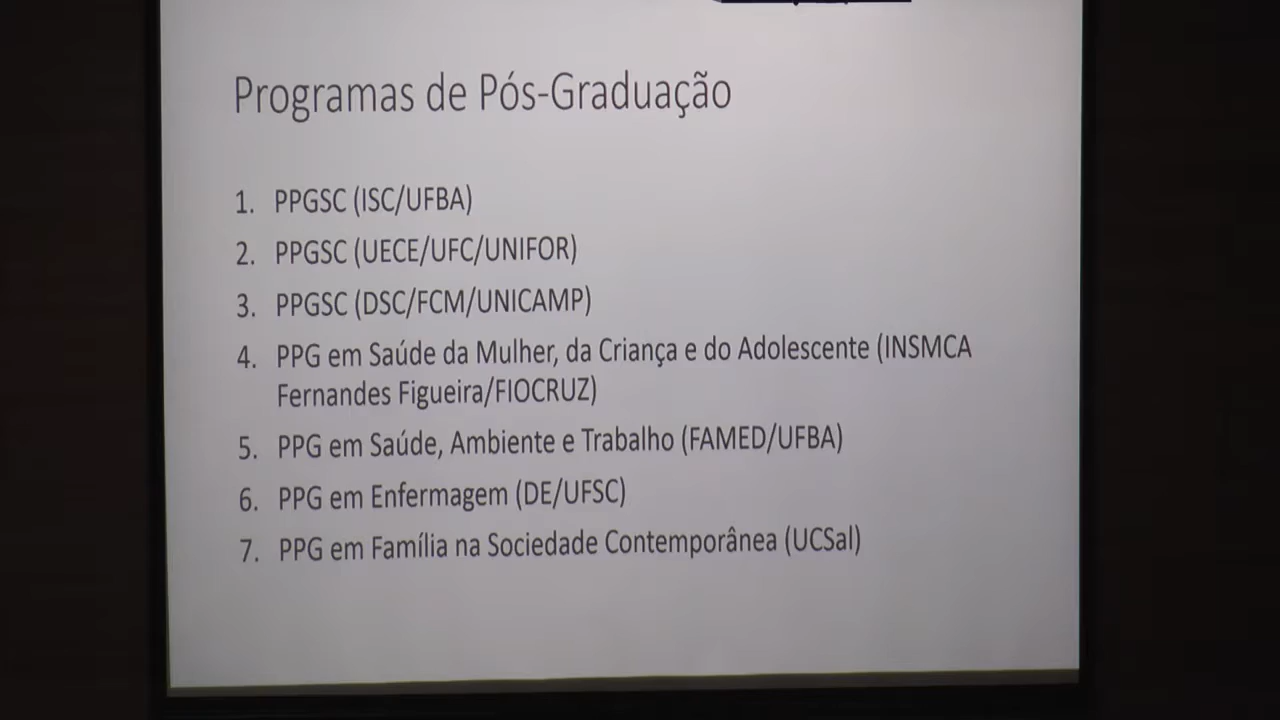 Programas de Pós-Graduação
1. PPGSC (ISC/UFBA)
2. PPGSC (UECE/UFC/UNIFOR)
3. PPGSC (DSC/FCM/UNICAMP)
4. PPG em Saúde da Mulher, da Criança e do Adolescente (INSMCA
Fernandes Figueira/FIOCRUZ)
5. PPG em Saúde, Ambiente e Trabalho (FAMED/UFBA)
6. PPG em Enfermagem (DE/UFSC)
7. PPG em Família na Sociedade Contemporânea (UCSal)